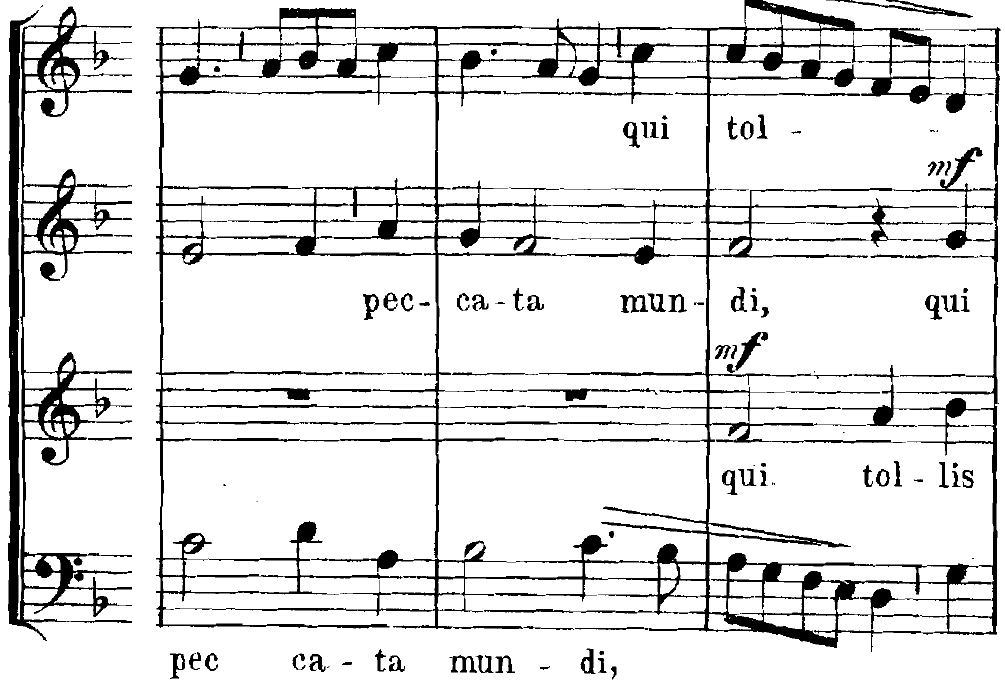 qui tol - -
mf
pec- ca - ta mun - di, qui
mf
qui tol - lis
pec ca - ta mun - di,